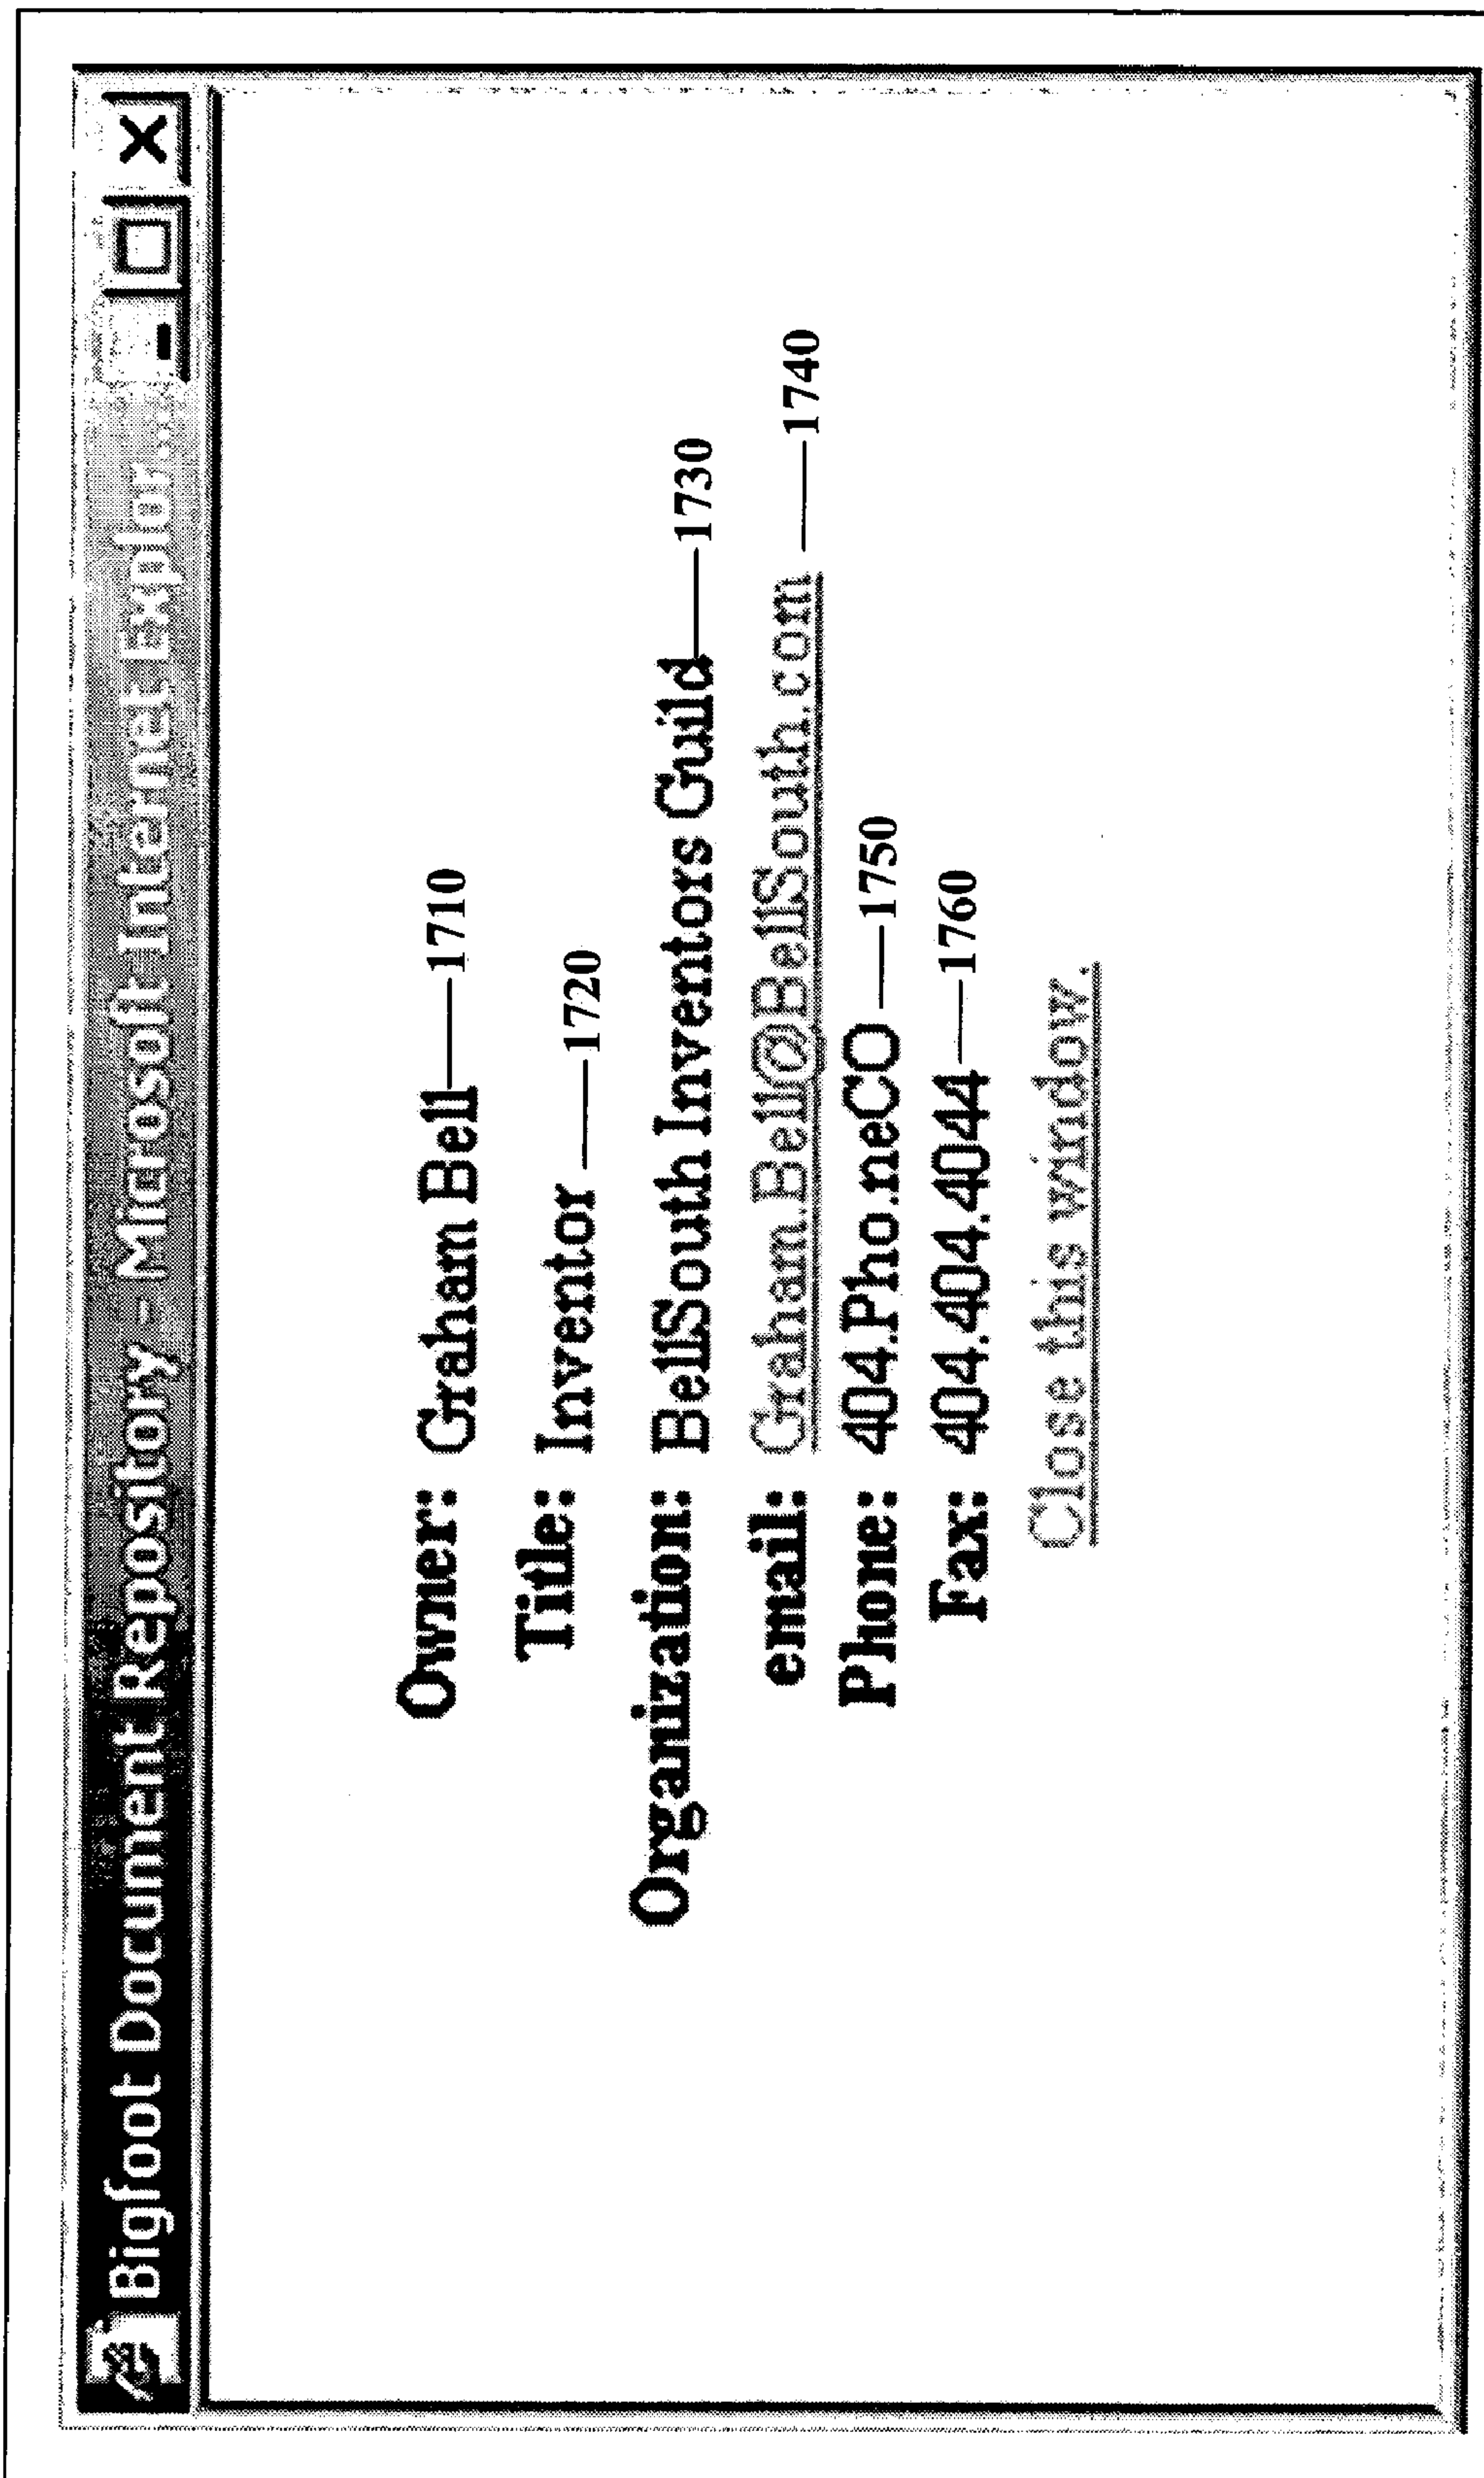 Bigfoot Document Repository - Microsoft Internet Explor...
Owner: Graham Bell 1710
Title: Inventor 1720
Organization: BellSouth Inventors Guild 1730
email: Graham.Bell@BellSouth.com 1740
Phone: 404.Pho.neCO 1750
Fax: 404.404.4044 1760
Close this window.